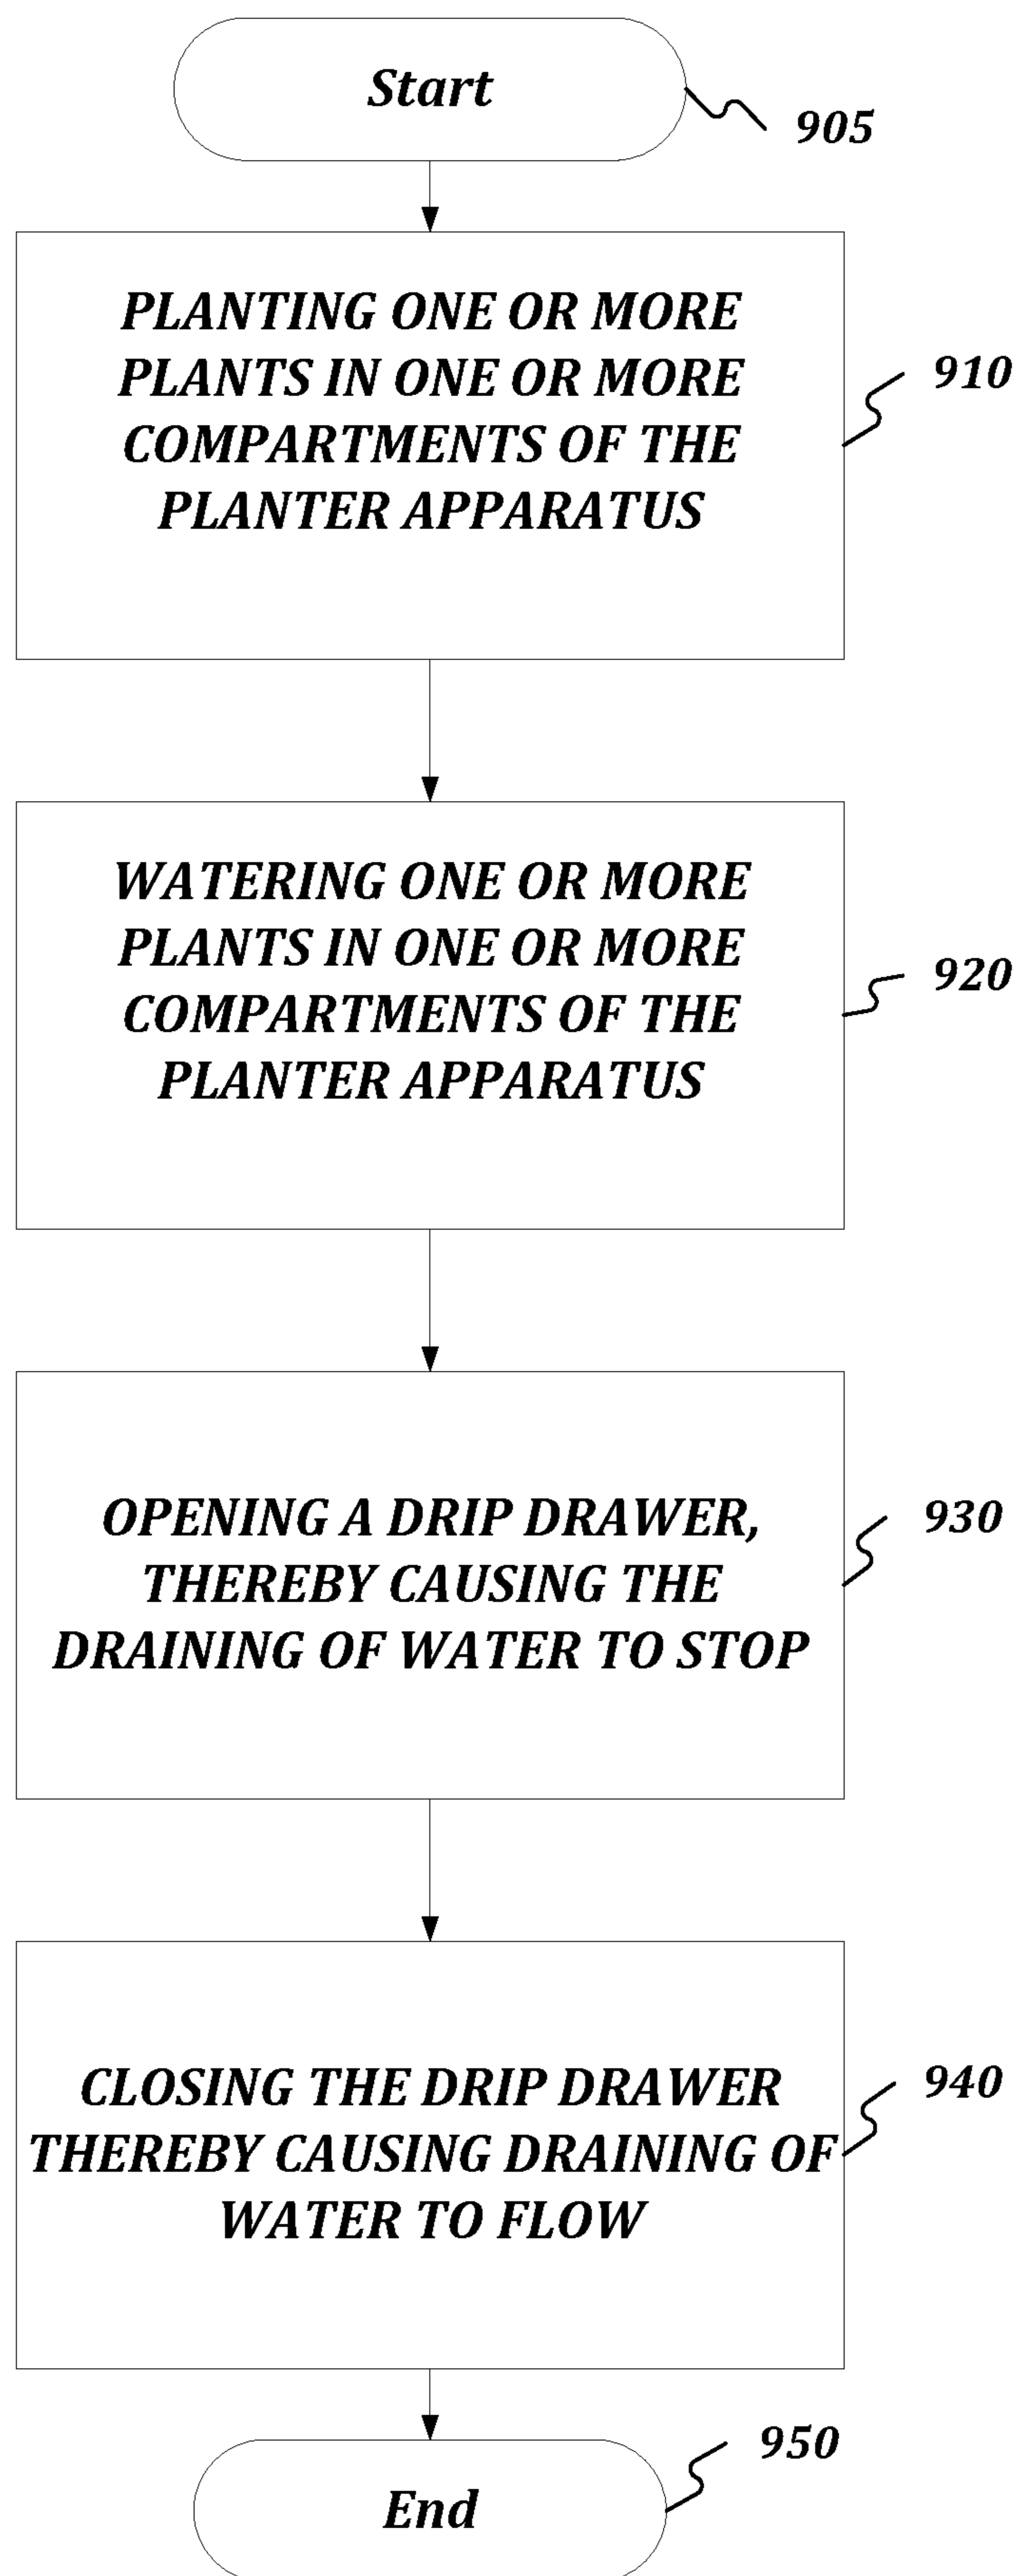 Start
905
PLANTING ONE OR MORE
PLANTS IN ONE OR MORE
COMPARTMENTS OF THE
PLANTER APPARATUS
910
WATERING ONE OR MORE
PLANTS IN ONE OR MORE
COMPARTMENTS OF THE
PLANTER APPARATUS
920
OPENING A DRIP DRAWER,
THEREBY CAUSING THE
DRAINING OF WATER TO STOP
930
CLOSING THE DRIP DRAWER
THEREBY CAUSING DRAINING OF
WATER TO FLOW
940
End
950